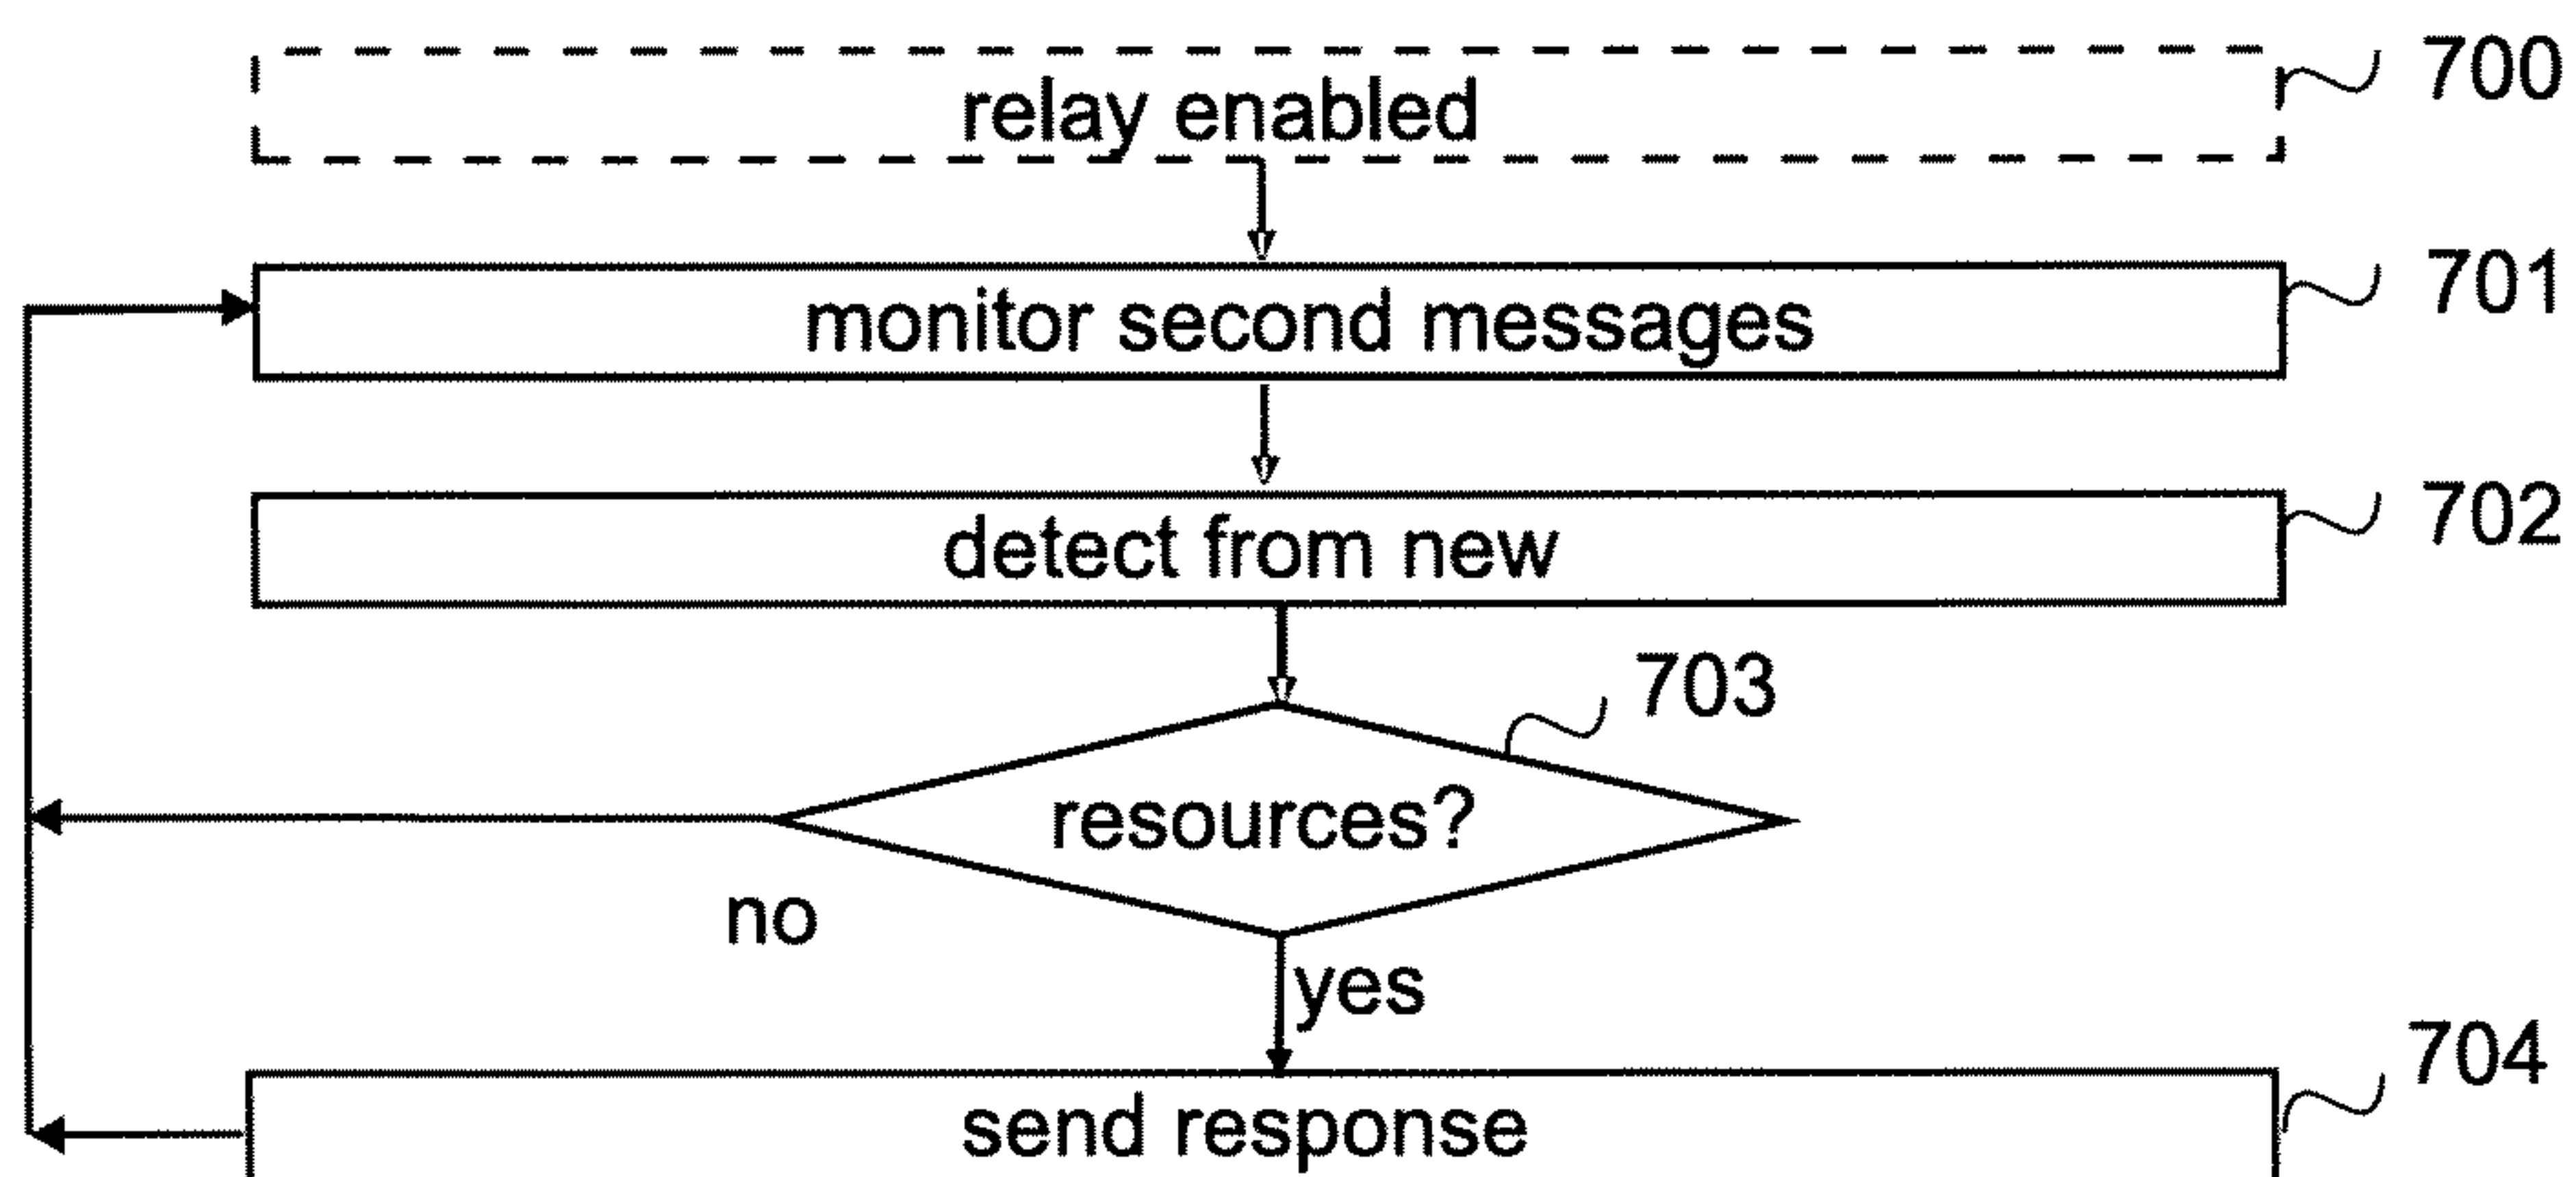 relay enabled 700
monitor second messages 701
detect from new 702
703
resources?
no
yes
704
send response